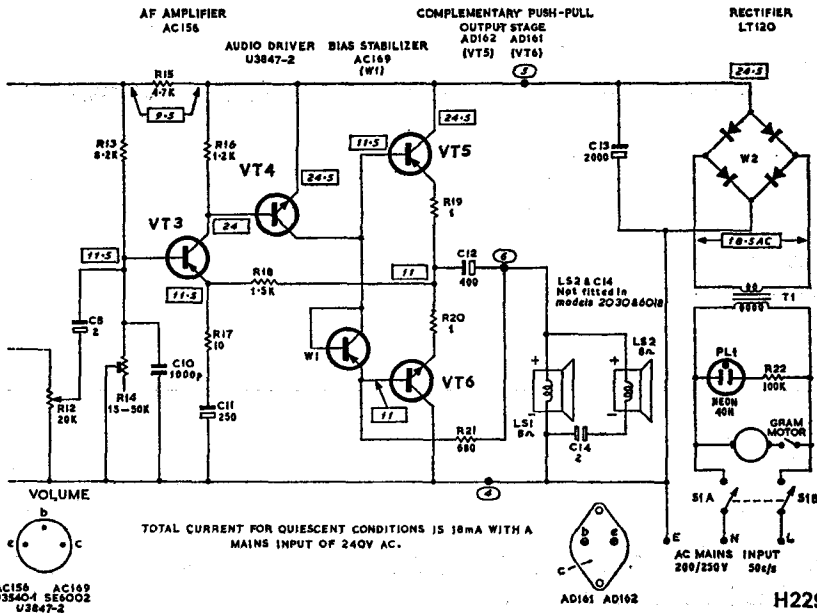 AF AMPLIFIER
AC156
AUDIO DRIVER
U3847-2
BIAS STABILIZER
AC169
(W1)
COMPLEMENTARY PUSH-PULL
OUTPUT STAGE
AD162 AD161
(VT5) (VT6)
RECTIFIER
LT120
R15
4.7K
9.5
5
24.5
R13
8.2K
R16
1.2K
VT4
24.5
11.5
24.5
VT5
C13
2000
W2
VT3
24
R19
1
18.5AC
11.5
C12
400
6
11
R18
1.5K
11.5
LS2 & C14
Not fitted in
models 2030&6018
T1
C8
2
R17
10
R20
1
W1
VT6
LS2
8Ω
+
+
PL1
R22
100K
NEON
C10
1000p
R12
20K
R14
15-50K
C11
250
11
R21
680
LS1
8Ω
C14
2
GRAM
MOTOR
S1A
S1B
4
VOLUME
b
e
c
AC156 AC169
SE6002
U3847-2
TOTAL CURRENT FOR QUIESCENT CONDITIONS IS 18mA WITH A
MAINS INPUT OF 240V AC.
b
e
c
AD161 AD162
E
N
L
AC MAINS INPUT
200/250V 50c/s
H229